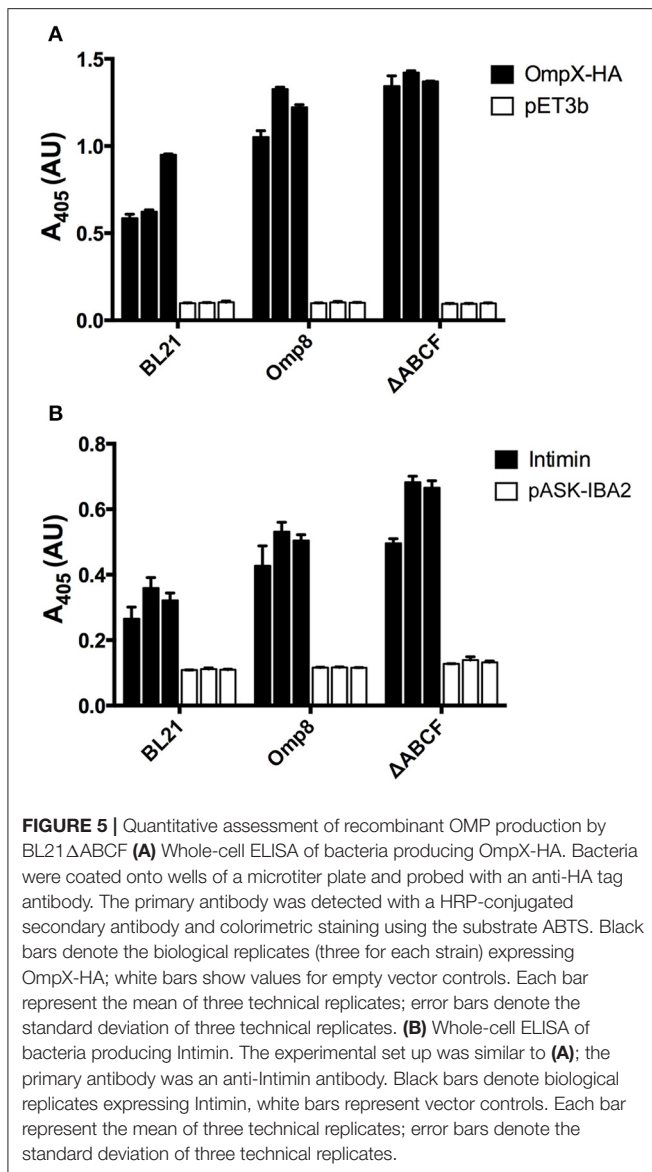 A
1.5
1.0
0.5
0.0
A405 (AU)
OmpX-HA
pET3b
BL21
Omp8
ΔABCF
B
0.8
0.6
0.4
0.2
0.0
A405 (AU)
Intimin
pASK-IBA2
BL21
Omp8
ΔABCF
FIGURE 5 | Quantitative assessment of recombinant OMP production by
BL21ΔABCF (A) Whole-cell ELISA of bacteria producing OmpX-HA. Bacteria
were coated onto wells of a microtiter plate and probed with an anti-HA tag
antibody. The primary antibody was detected with a HRP-conjugated
secondary antibody and colorimetric staining using the substrate ABTS. Black
bars denote the biological replicates (three for each strain) expressing
OmpX-HA; white bars show values for empty vector controls. Each bar
represent the mean of three technical replicates; error bars denote the
standard deviation of three technical replicates. (B) Whole-cell ELISA of
bacteria producing Intimin. The experimental set up was similar to (A); the
primary antibody was an anti-Intimin antibody. Black bars denote biological
replicates expressing Intimin, white bars represent vector controls. Each bar
represent the mean of three technical replicates; error bars denote the
standard deviation of three technical replicates.